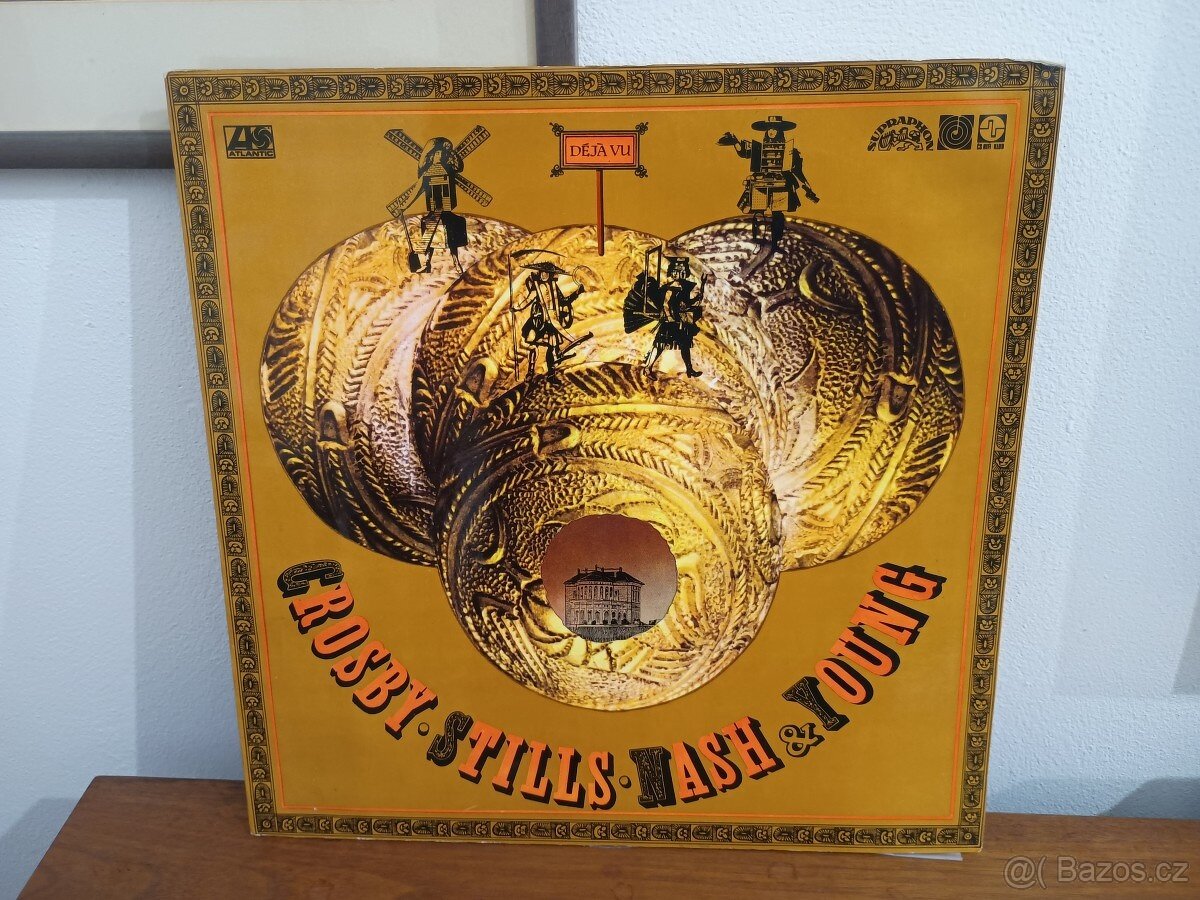 ATLANTIC
DÉJÀ VU
SUPRAPHON
CROSBY · STILLS · NASH & YOUNG
@( Bazos.cz